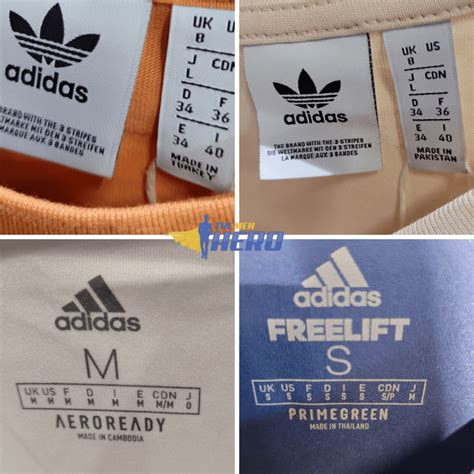 adidas
THE BRAND WITH THE 3 STRIPES
DIE WELTMARKE MIT DEN 3 STREIFEN
LA MARQUE AUX 3 BANDES
UK US
8
J CDN
L
D F
34 36
E I
34 40
MADE IN
TURKEY
adidas
THE BRAND WITH THE 3 STRIPES
DIE WELTMARKE MIT DEN 3 STREIFEN
LA MARQUE AUX 3 BANDES
UK US
8
J CDN
L
D F
34 36
E I
34 40
MADE IN
PAKISTAN
HERO
adidas
M
UK US F D I E CDN J
M M M M M M M/M O
AEROREADY
MADE IN CAMBODIA
adidas
FREELIFT
S
UK US F D I E CDN J
S S S S S S S/P M
PRIMEGREEN
MADE IN THAILAND